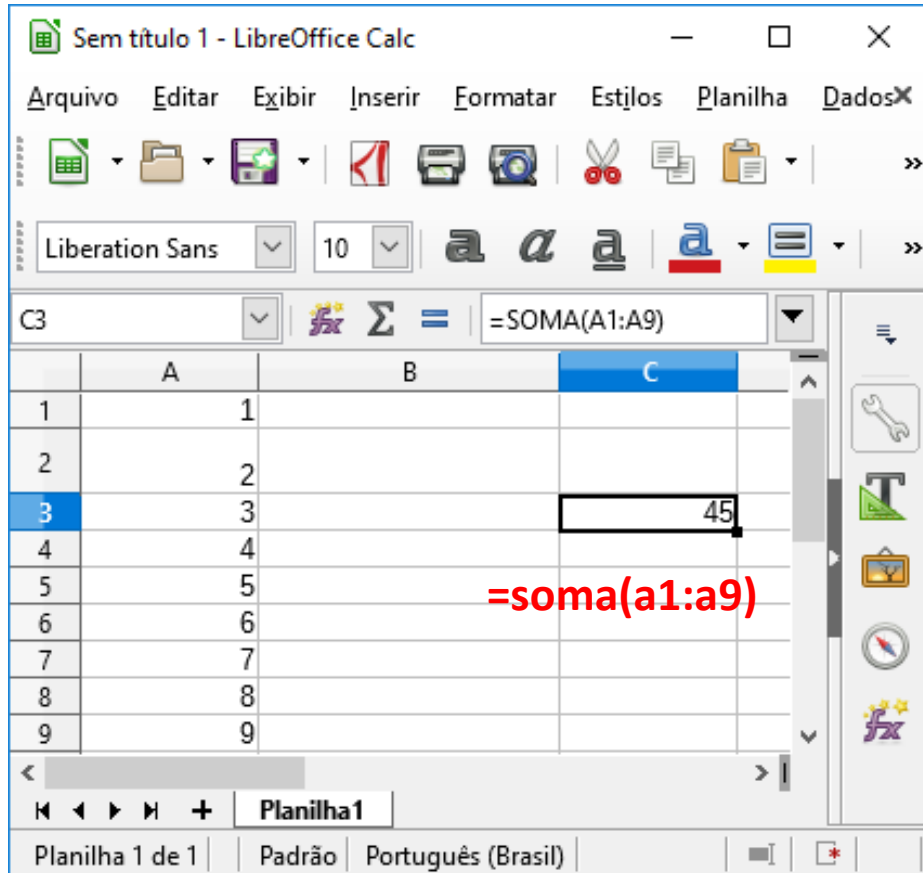 Sem título 1 - LibreOffice Calc
Arquivo Editar Exibir Inserir Formatar Estilos Planilha Dados
Liberation Sans 10 a a a a
C3 fx Σ = =SOMA(A1:A9)
A B C
1 1
2 2
3 3 45
4 4
5 5
=soma(a1:a9)
6 6
7 7
8 8
9 9
Planilha1
Planilha 1 de 1 Padrão Português (Brasil)